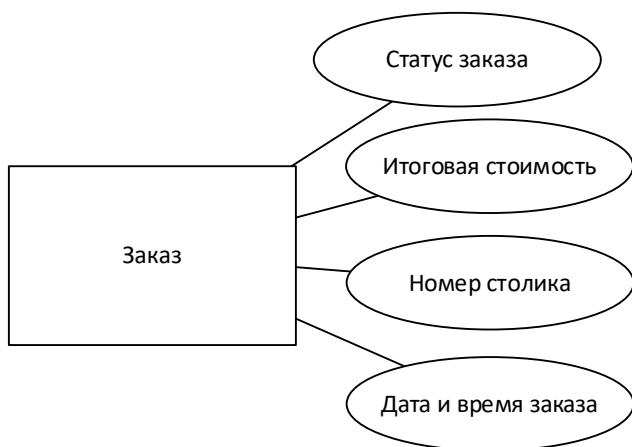 Статус заказа
Итоговая стоимость
Заказ
Номер столика
Дата и время заказа